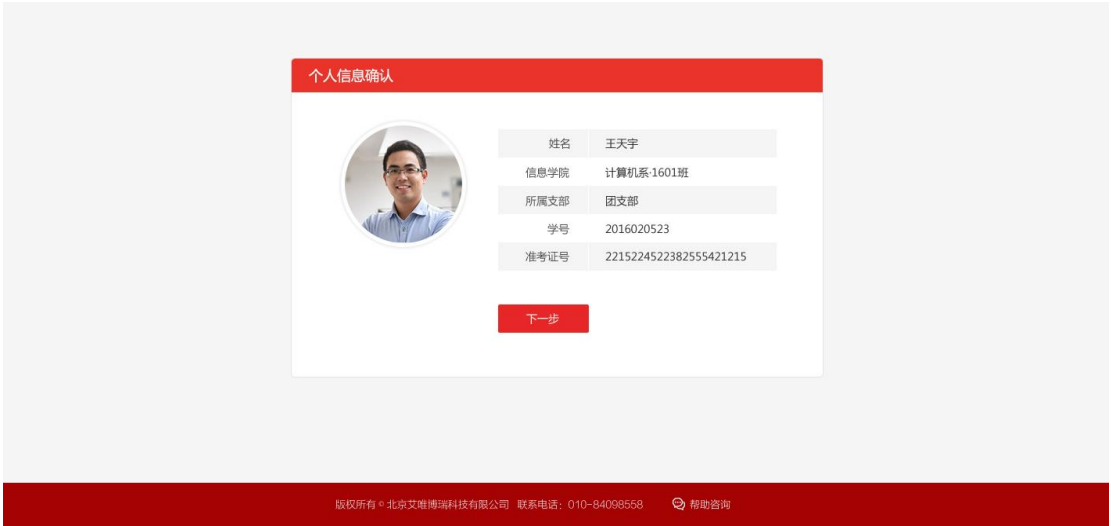 个人信息确认
姓名 王天宇
信息学院 计算机系·1601班
所属支部 团支部
学号 2016020523
准考证号 2215224522382555421215
下一步
版权所有©北京艾唯博瑞科技有限公司 联系电话：010-84098558 帮助咨询